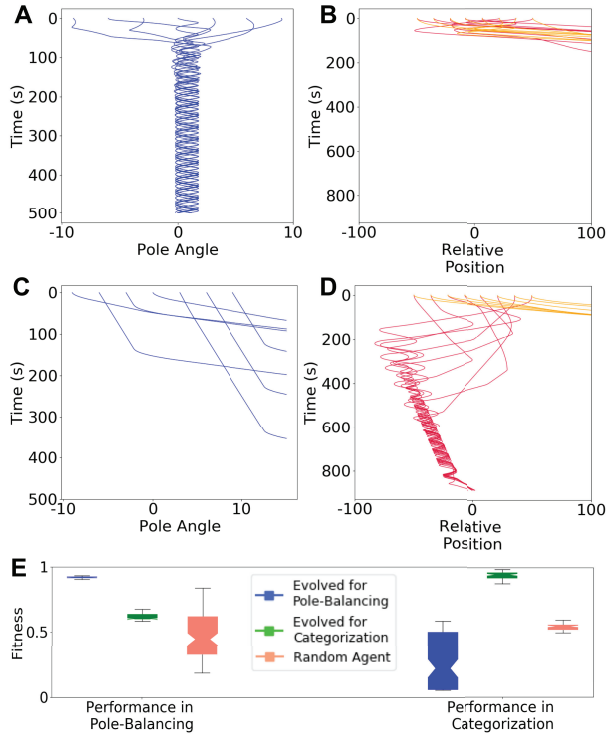 A
B
0
100
200
300
400
500
Time (s)
-10
0
10
Pole Angle
0
200
400
600
800
Time (s)
-100
0
100
Relative
Position
C
D
0
100
200
300
400
500
Time (s)
-10
0
10
Pole Angle
0
200
400
600
800
Time (s)
-100
0
100
Relative
Position
E
1
0.5
0
Fitness
Evolved for
Pole-Balancing
Evolved for
Categorization
Random Agent
Performance in
Pole-Balancing
Performance in
Categorization